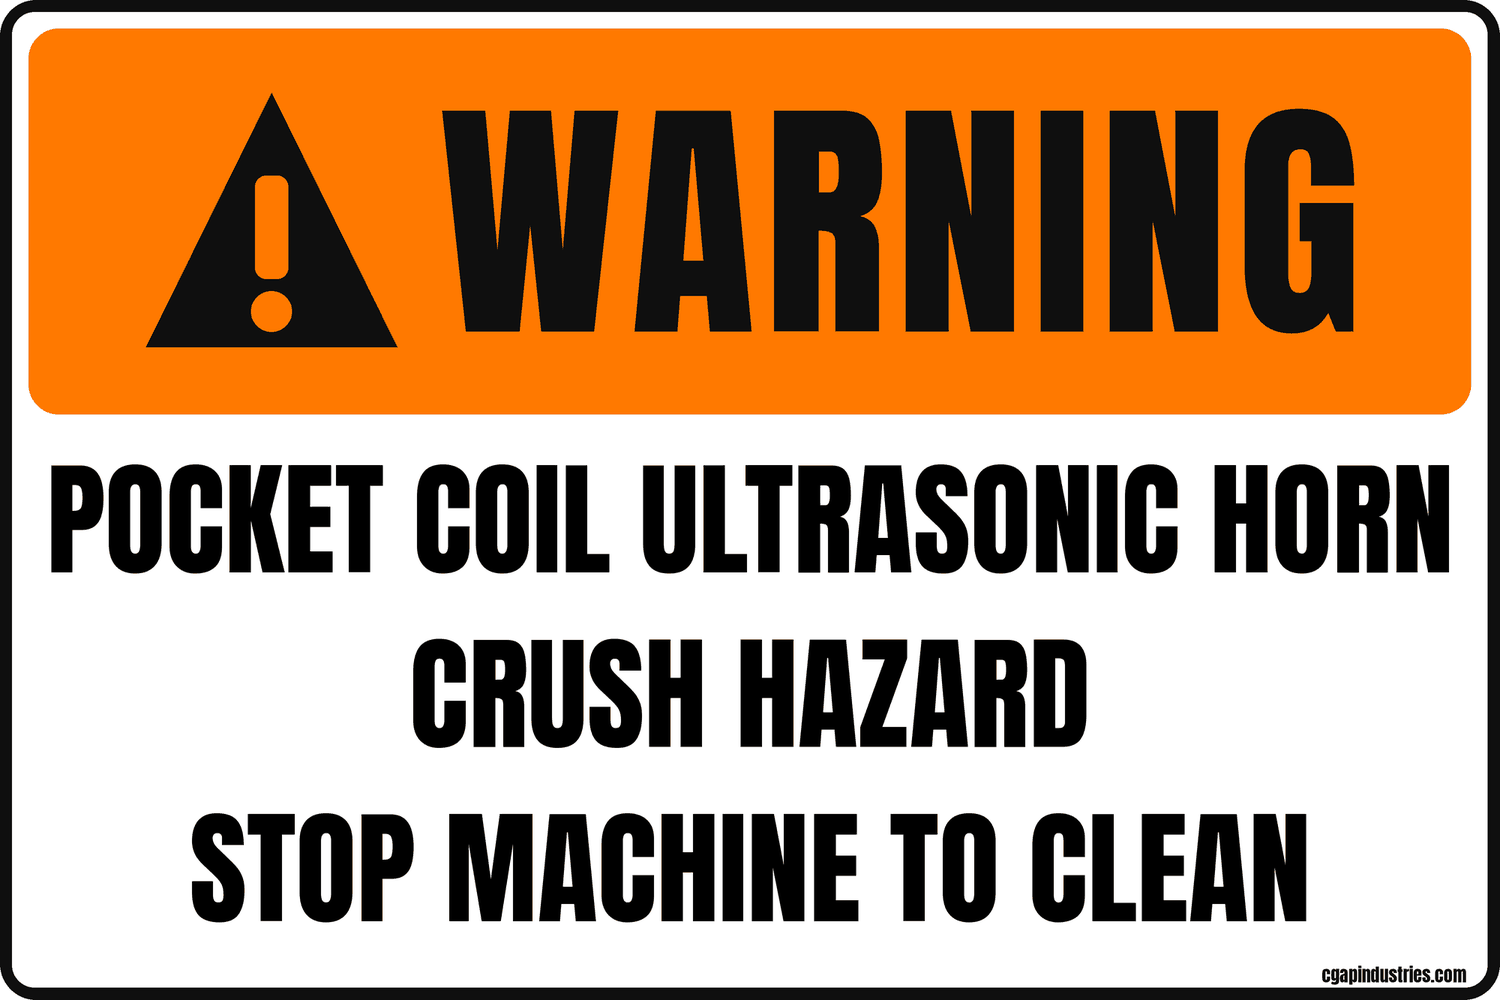 WARNING
POCKET COIL ULTRASONIC HORN
CRUSH HAZARD
STOP MACHINE TO CLEAN
cgapindustries.com